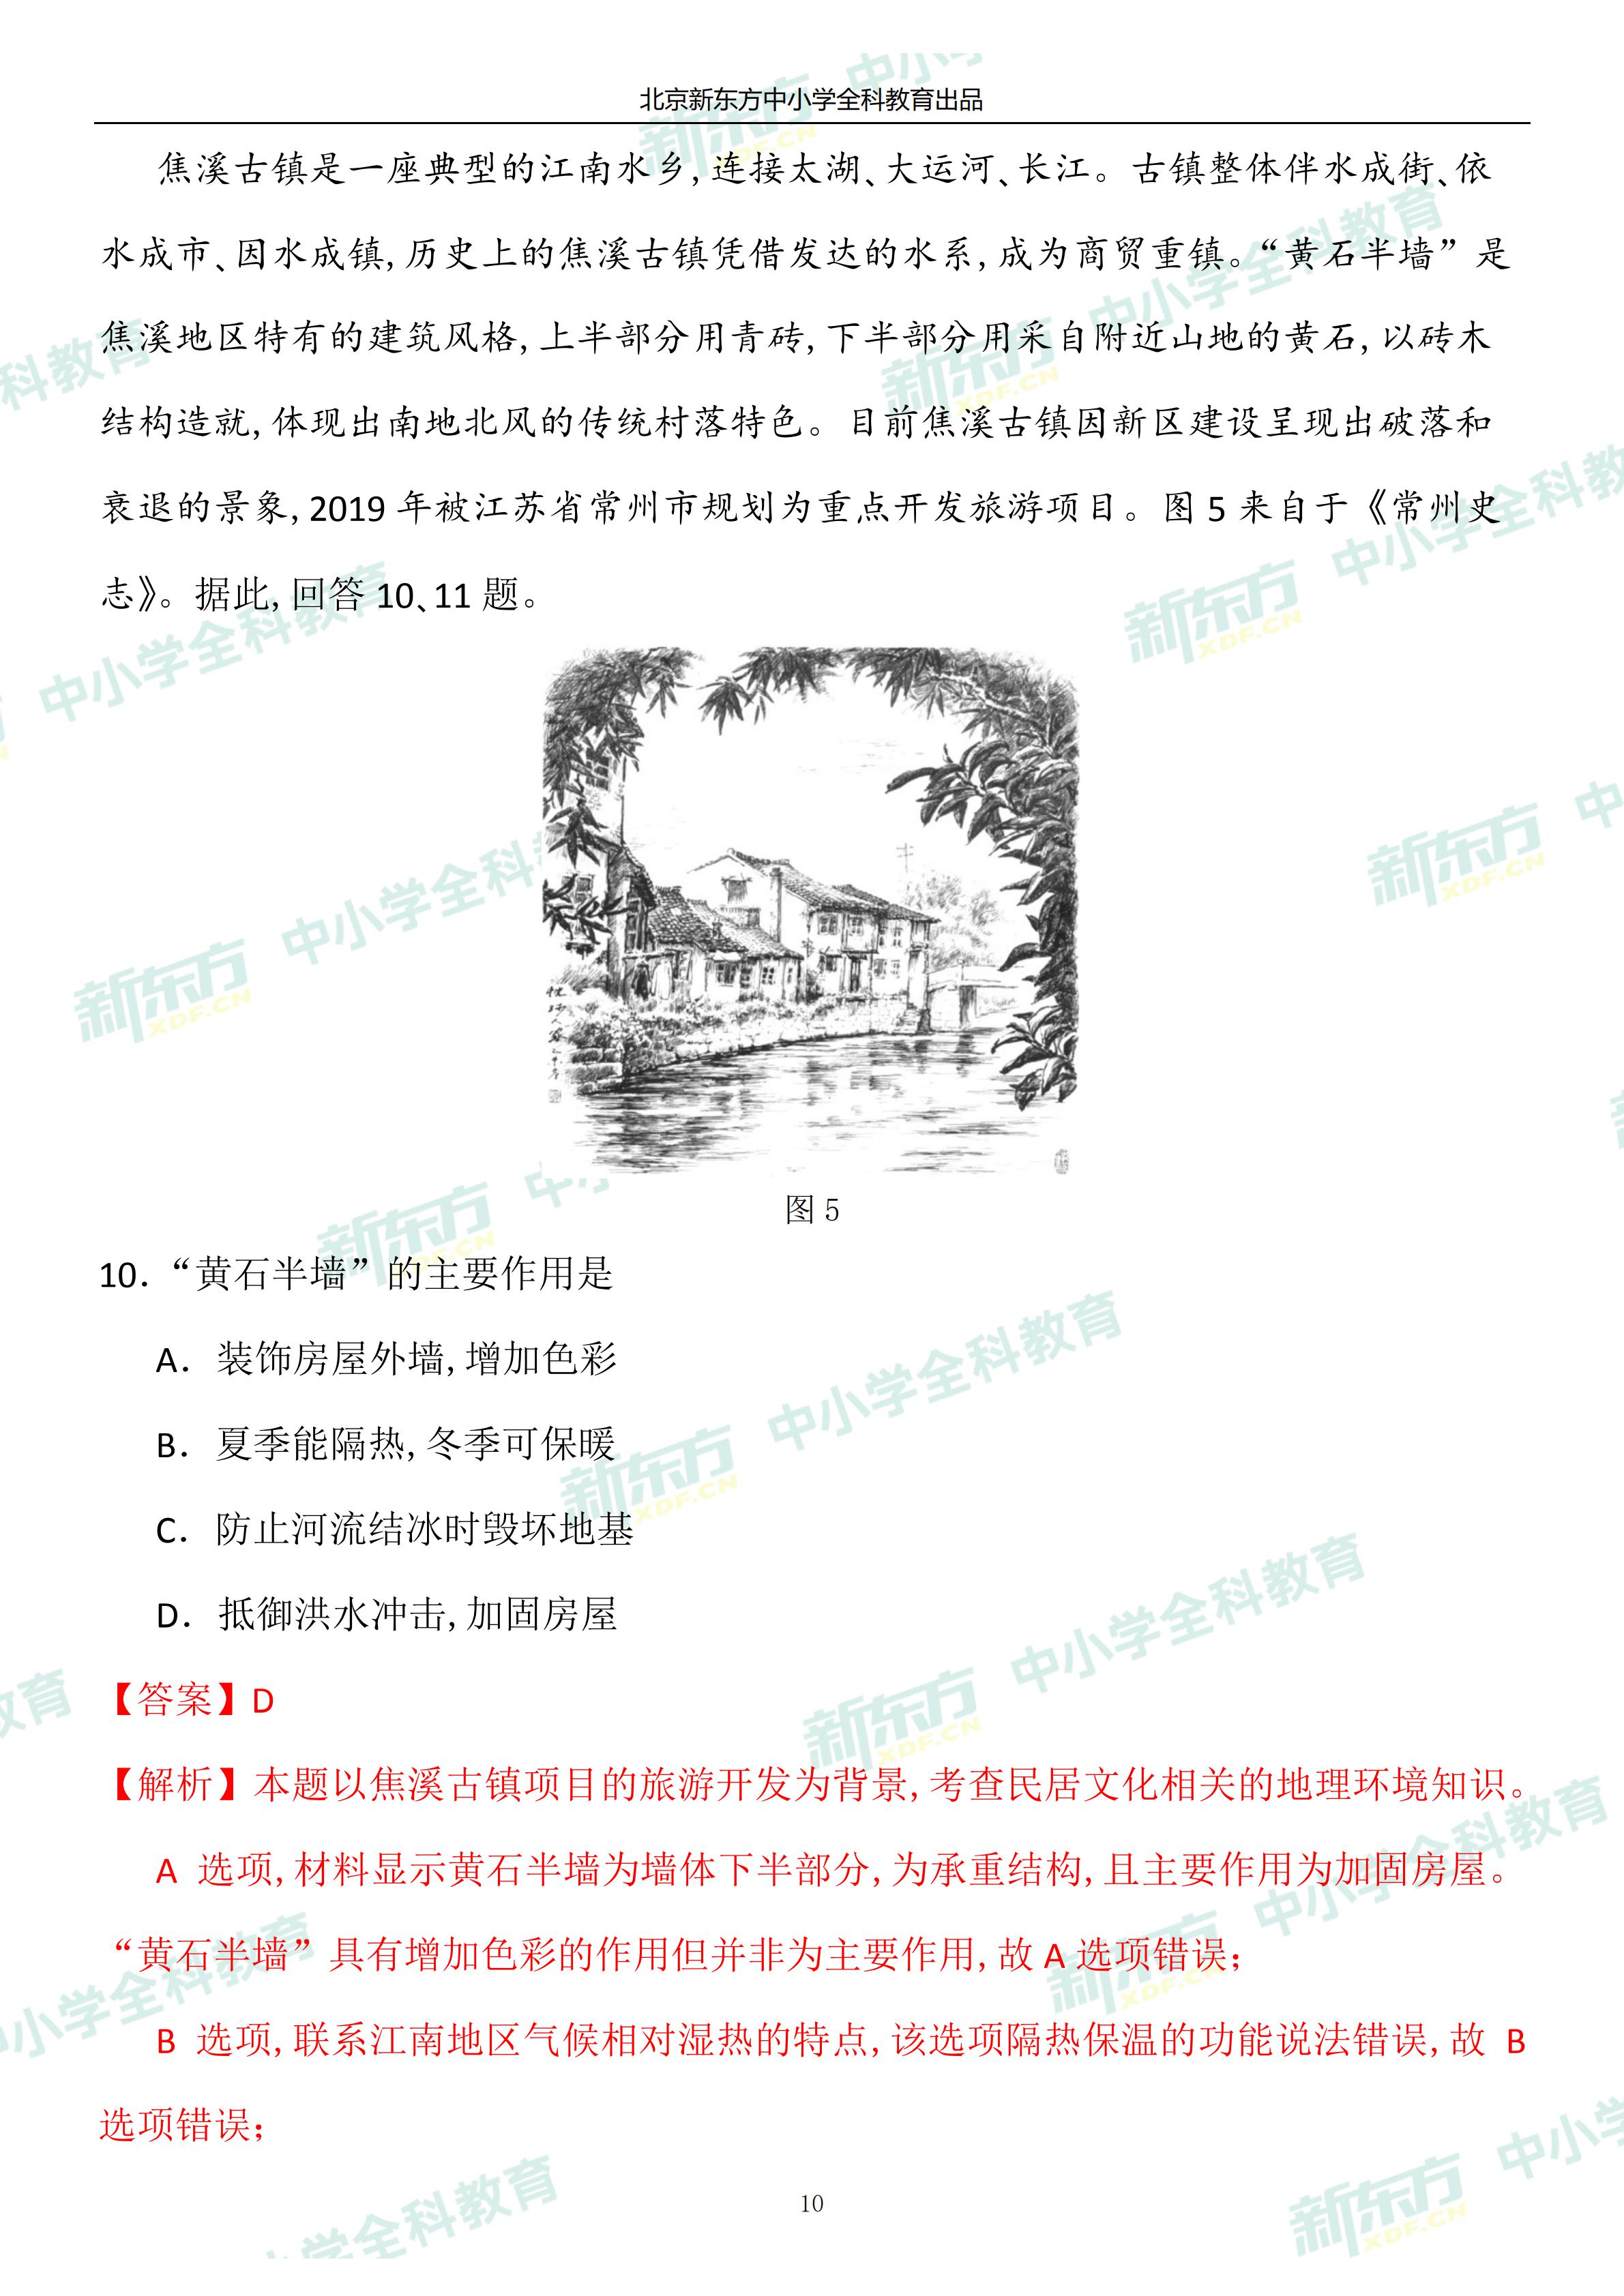 北京新东方中小学全科教育出品
焦溪古镇是一座典型的江南水乡,连接太湖、大运河、长江。古镇整体伴水成街、依
水成市、因水成镇,历史上的焦溪古镇凭借发达的水系,成为商贸重镇。“黄石半墙”是
焦溪地区特有的建筑风格,上半部分用青砖,下半部分用采自附近山地的黄石,以砖木
结构造就,体现出南地北风的传统村落特色。目前焦溪古镇因新区建设呈现出破落和
衰退的景象,2019 年被江苏省常州市规划为重点开发旅游项目。图 5 来自于《常州史
志》。据此,回答 10、11 题。
图 5
10.“黄石半墙”的主要作用是
A. 装饰房屋外墙,增加色彩
B. 夏季能隔热,冬季可保暖
C. 防止河流结冰时毁坏地基
D. 抵御洪水冲击,加固房屋
【答案】D
【解析】本题以焦溪古镇项目的旅游开发为背景,考查民居文化相关的地理环境知识。
A 选项,材料显示黄石半墙为墙体下半部分,为承重结构,且主要作用为加固房屋。
“黄石半墙”具有增加色彩的作用但并非为主要作用,故 A 选项错误;
B 选项,联系江南地区气候相对湿热的特点,该选项隔热保温的功能说法错误,故 B
选项错误;
10
新东方 XDF.CN 中小学全科教育